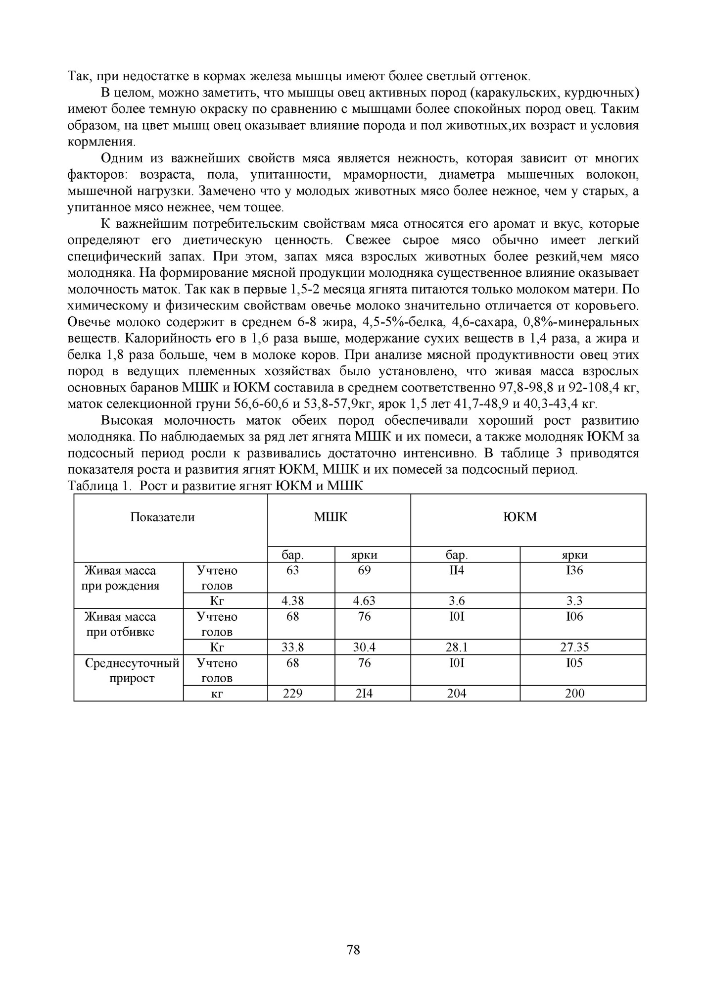 Так, при недостатке в кормах железа мышцы имеют более светлый оттенок.
В целом, можно заметить, что мышцы овец активных пород (каракульских, курдючных)
имеют более темную окраску по сравнению с мышцами более спокойных пород овец. Таким
образом, на цвет мышц овец оказывает влияние порода и пол животных,их возраст и условия
кормления.
Одним из важнейших свойств мяса является нежность, которая зависит от многих
факторов: возраста, пола, упитанности, мраморности, диаметра мышечных волокон,
мышечной нагрузки. Замечено что у молодых животных мясо более нежное, чем у старых, а
упитанное мясо нежнее, чем тощее.
К важнейшим потребительским свойствам мяса относятся его аромат и вкус, которые
определяют его диетическую ценность. Свежее сырое мясо обычно имеет легкий
специфический запах. При этом, запах мяса взрослых животных более резкий,чем мясо
молодняка. На формирование мясной продукции молодняка существенное влияние оказывает
молочность маток. Так как в первые 1,5-2 месяца ягнята питаются только молоком матери. По
химическому и физическим свойствам овечье молоко значительно отличается от коровьего.
Овечье молоко содержит в среднем 6-8 жира, 4,5-5%-белка, 4,6-сахара, 0,8%-минеральных
веществ. Калорийность его в 1,6 раза выше, модержание сухих веществ в 1,4 раза, а жира и
белка 1,8 раза больше, чем в молоке коров. При анализе мясной продуктивности овец этих
пород в ведущих племенных хозяйствах было установлено, что живая масса взрослых
основных баранов МШК и ЮКМ составила в среднем соответственно 97,8-98,8 и 92-108,4 кг,
маток селекционной груни 56,6-60,6 и 53,8-57,9кг, ярок 1,5 лет 41,7-48,9 и 40,3-43,4 кг.
Высокая молочность маток обеих пород обеспечивали хороший рост развитию
молодняка. По наблюдаемых за ряд лет ягнята МШК и их помеси, а также молодняк ЮКМ за
подсосный период росли к развивались достаточно интенсивно. В таблице 3 приводятся
показателя роста и развития ягнят ЮКМ, МШК и их помесей за подсосный период.
Таблица 1. Рост и развитие ягнят ЮКМ и МШК
Показатели МШК ЮКМ
бар. ярки бар. ярки
Живая масса Учтено 63 69 II4 I36
при рождения голов
Кг 4.38 4.63 3.6 3.3
Живая масса Учтено 68 76 I0I I06
при отбивке голов
Кг 33.8 30.4 28.1 27.35
Среднесуточный Учтено 68 76 I0I I05
прирост голов
кг 229 2I4 204 200
78